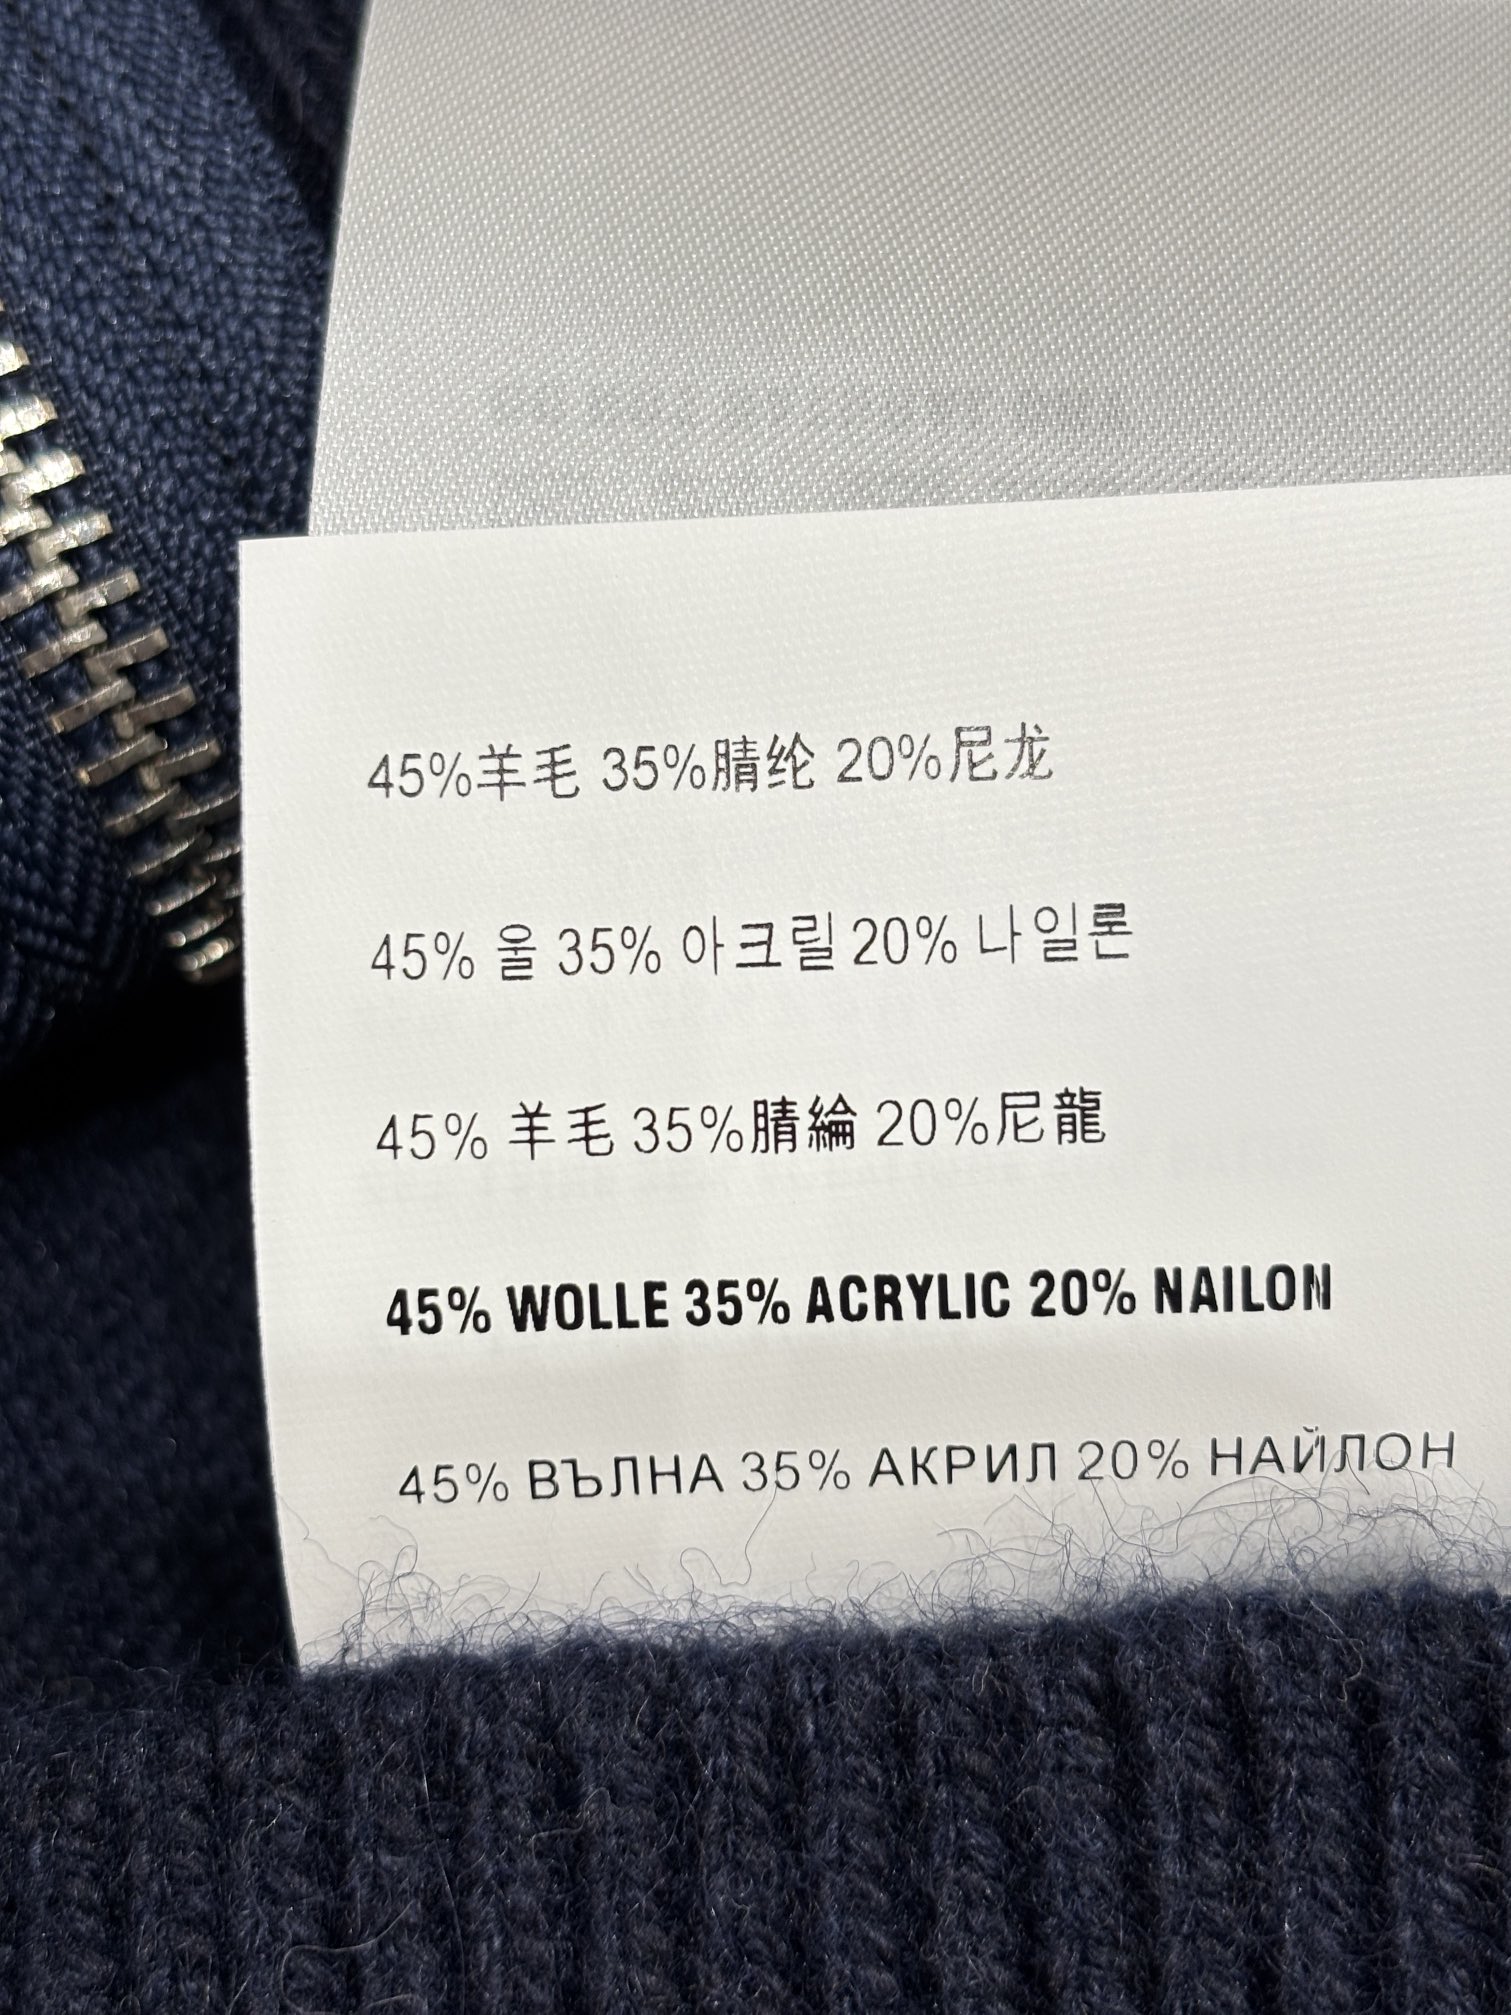 45%羊毛 35%腈纶 20%尼龙
45% 울 35% 아크릴 20% 나일론
45% 羊毛 35%腈綸 20%尼龍
45% WOLLE 35% ACRYLIC 20% NAILON
45% ВЪЛНА 35% АКРИЛ 20% НАЙЛОН